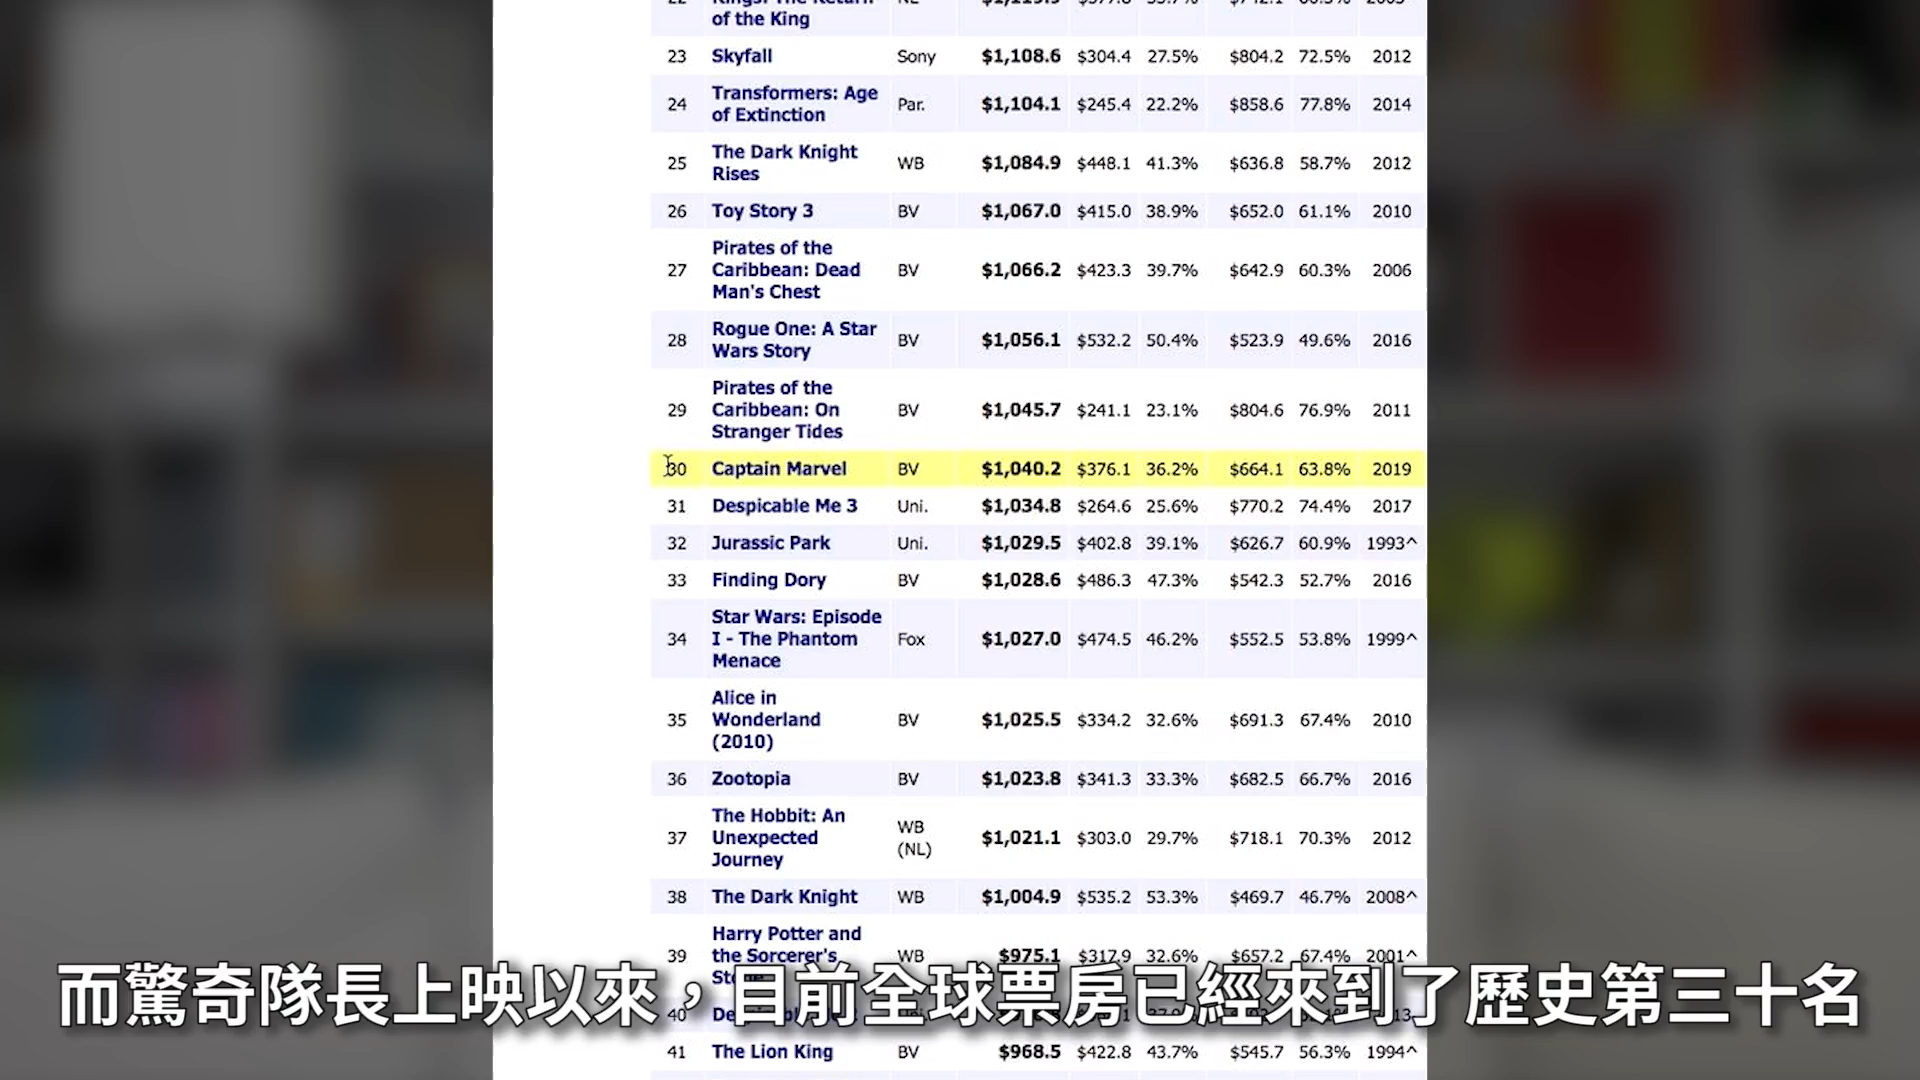 of the King
23 Skyfall Sony $1,108.6 $304.4 27.5% $804.2 72.5% 2012
Transformers: Age
24 of Extinction Par. $1,104.1 $245.4 22.2% $858.6 77.8% 2014
The Dark Knight
25 Rises WB $1,084.9 $448.1 41.3% $636.8 58.7% 2012
26 Toy Story 3 BV $1,067.0 $415.0 38.9% $652.0 61.1% 2010
Pirates of the
27 Caribbean: Dead BV $1,066.2 $423.3 39.7% $642.9 60.3% 2006
Man's Chest
Rogue One: A Star
28 Wars Story BV $1,056.1 $532.2 50.4% $523.9 49.6% 2016
Pirates of the
29 Caribbean: On BV $1,045.7 $241.1 23.1% $804.6 76.9% 2011
Stranger Tides
30 Captain Marvel BV $1,040.2 $376.1 36.2% $664.1 63.8% 2019
31 Despicable Me 3 Uni. $1,034.8 $264.6 25.6% $770.2 74.4% 2017
32 Jurassic Park Uni. $1,029.5 $402.8 39.1% $626.7 60.9% 1993^
33 Finding Dory BV $1,028.6 $486.3 47.3% $542.3 52.7% 2016
Star Wars: Episode
34 I - The Phantom Fox $1,027.0 $474.5 46.2% $552.5 53.8% 1999^
Menace
Alice in
35 Wonderland BV $1,025.5 $334.2 32.6% $691.3 67.4% 2010
(2010)
36 Zootopia BV $1,023.8 $341.3 33.3% $682.5 66.7% 2016
The Hobbit: An
37 Unexpected WB (NL) $1,021.1 $303.0 29.7% $718.1 70.3% 2012
Journey
38 The Dark Knight WB $1,004.9 $535.2 53.3% $469.7 46.7% 2008^
Harry Potter and
39 the Sorcerer's WB $975.1 $317.9 32.6% $657.2 67.4% 2001^
而驚奇隊長上映以來，目前全球票房已經來到了歷史第三十名
40
41 The Lion King BV $968.5 $422.8 43.7% $545.7 56.3% 1994^